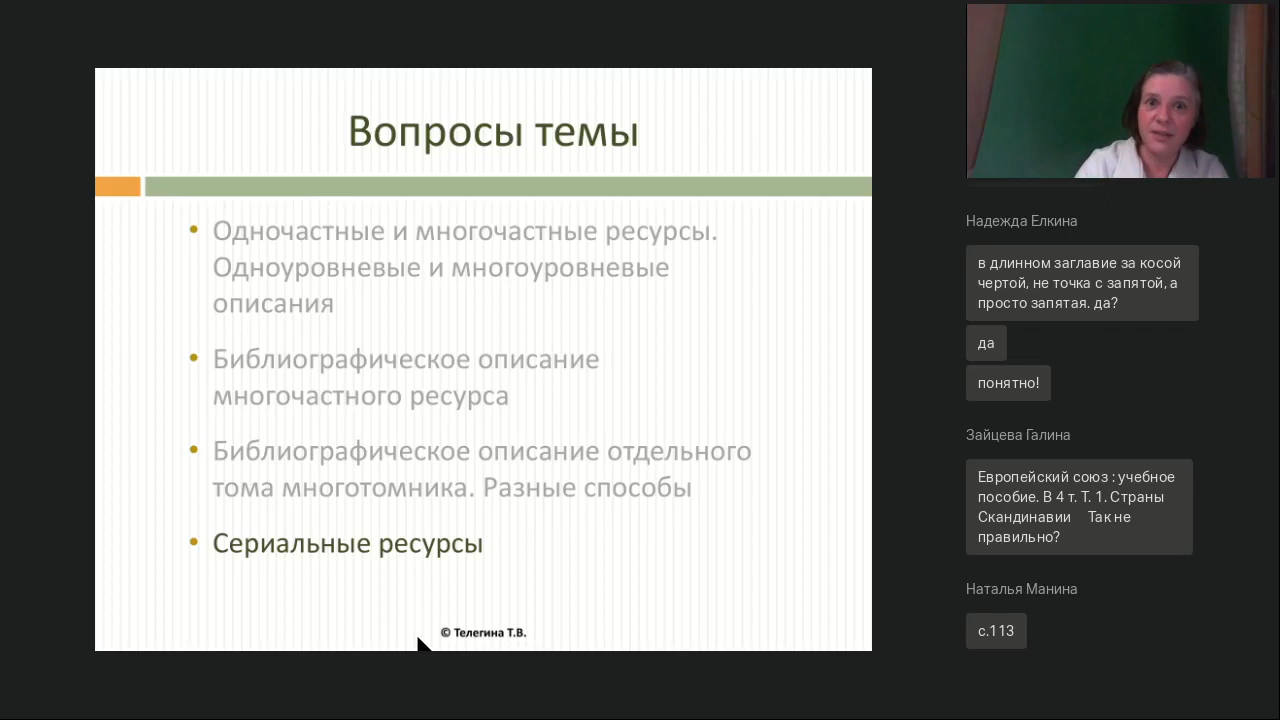 Вопросы темы
• Одночастные и многочастные ресурсы.
Одноуровневые и многоуровневые
описания
• Библиографическое описание
многочастного ресурса
• Библиографическое описание отдельного
тома многотомника. Разные способы
• Сериальные ресурсы
© Телегина Т.В.
Надежда Елкина
в длинном заглавие за косой
чертой, не точка с запятой, а
просто запятая. да?
да
понятно!
Зайцева Галина
Европейский союз : учебное
пособие. В 4 т. Т. 1. Страны
Скандинавии Так не
правильно?
Наталья Манина
с.113